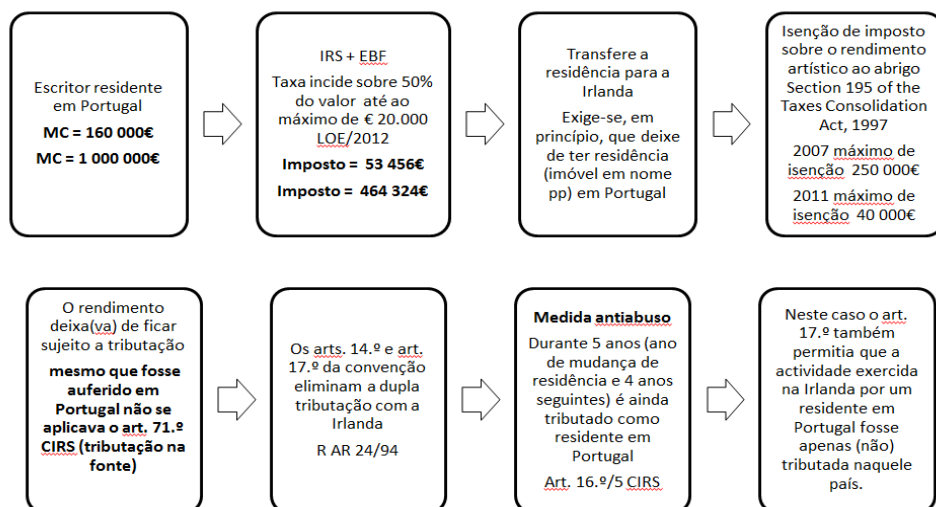 Escritor residente
em Portugal
MC = 160 000€
MC = 1 000 000€
IRS + EBF
Taxa incide sobre 50%
do valor até ao
máximo de € 20.000
LOE/2012
Imposto = 53 456€
Imposto = 464 324€
Transfere a
residência para a
Irlanda
Exige-se, em
princípio, que deixe
de ter residência
(imóvel em nome
pp) em Portugal
Isenção de imposto
sobre o rendimento
artístico ao abrigo
Section 195 of the
Taxes Consolidation
Act, 1997
2007 máximo de
isenção 250 000€
2011 máximo de
isenção 40 000€
O rendimento
deixa(va) de ficar
sujeito a tributação
mesmo que fosse
auferido em
Portugal não se
aplicava o art. 71.º
CIRS (tributação na
fonte)
Os arts. 14.º e art.
17.º da convenção
eliminam a dupla
tributação com a
Irlanda
R AR 24/94
Medida antiabuso
Durante 5 anos (ano
de mudança de
residência e 4 anos
seguintes) é ainda
tributado como
residente em
Portugal
Art. 16.º/5 CIRS
Neste caso o art.
17.º também
permitia que a
actividade exercida
na Irlanda por um
residente em
Portugal fosse
apenas (não)
tributada naquele
país.